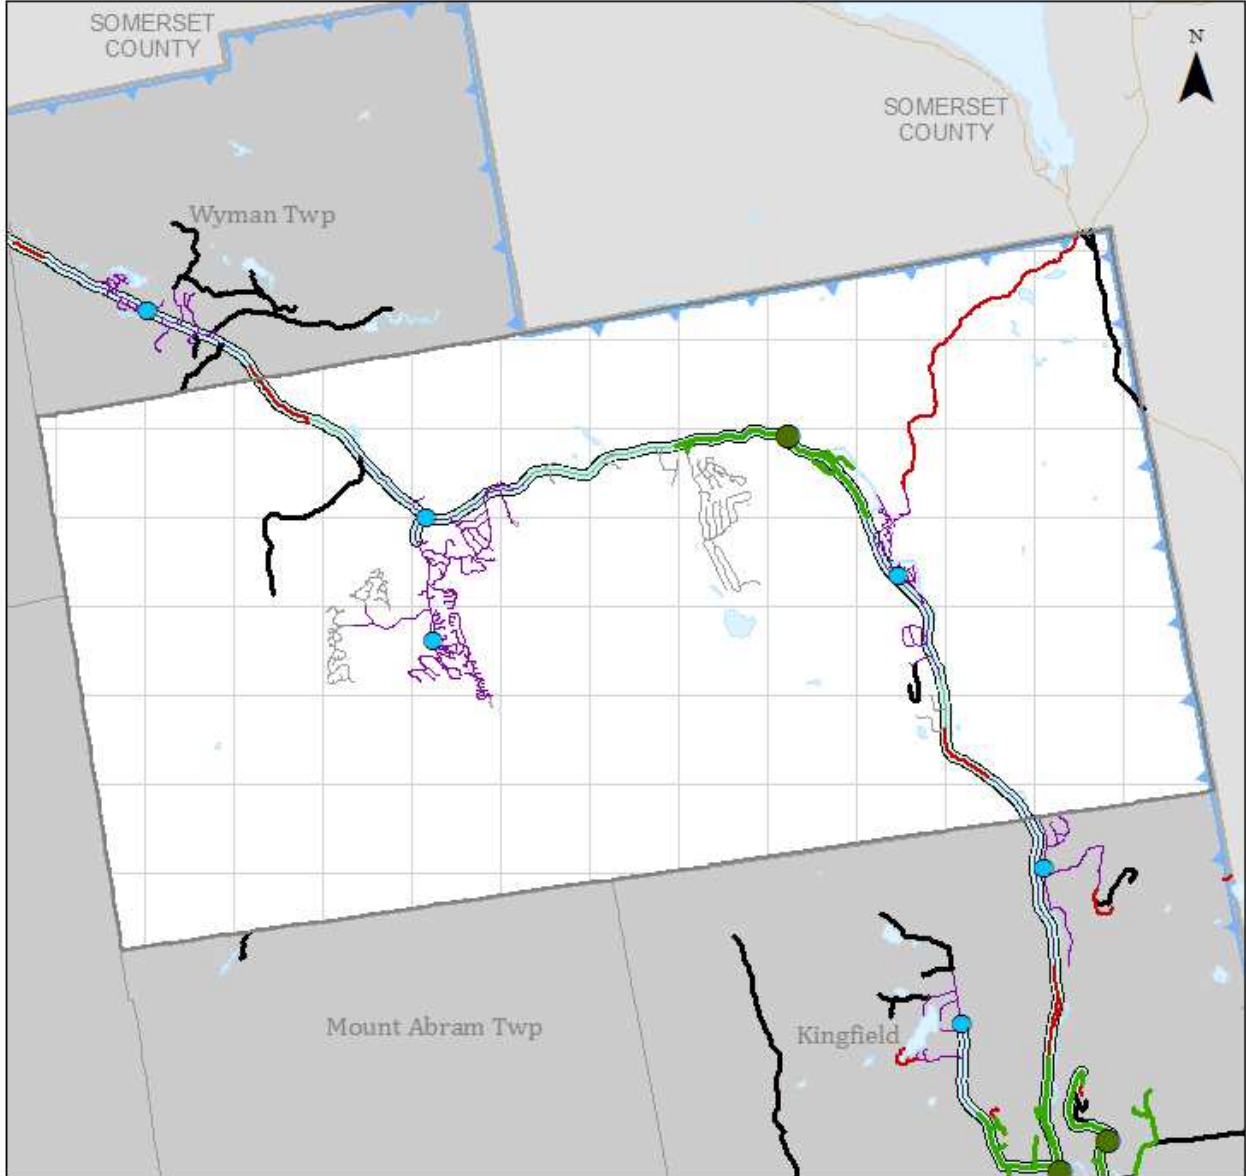 SOMERSET
COUNTY
N
SOMERSET
COUNTY
Wyman Twp
Mount Abram Twp
Kingfield